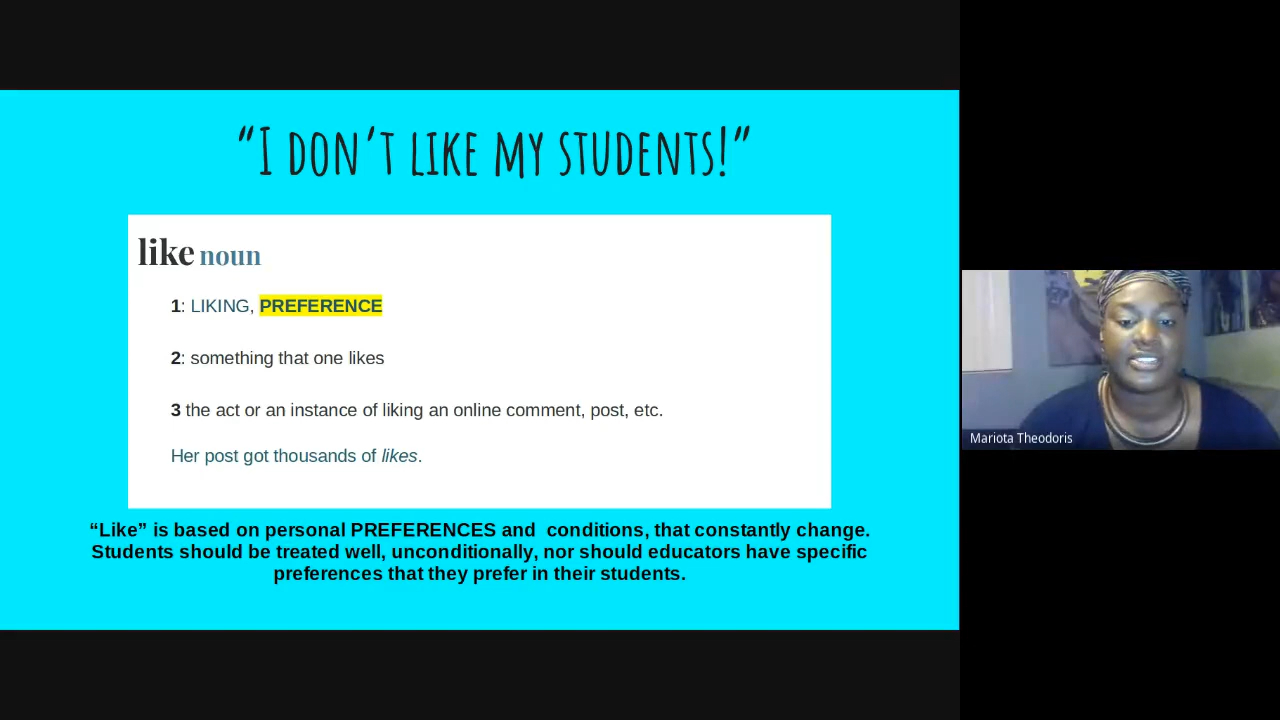 “I DON’T LIKE MY STUDENTS!”
like noun
1: LIKING, PREFERENCE
2: something that one likes
3 the act or an instance of liking an online comment, post, etc.
Her post got thousands of likes.
“Like” is based on personal PREFERENCES and  conditions, that constantly change.
Students should be treated well, unconditionally, nor should educators have specific
preferences that they prefer in their students.
Mariota Theodoris